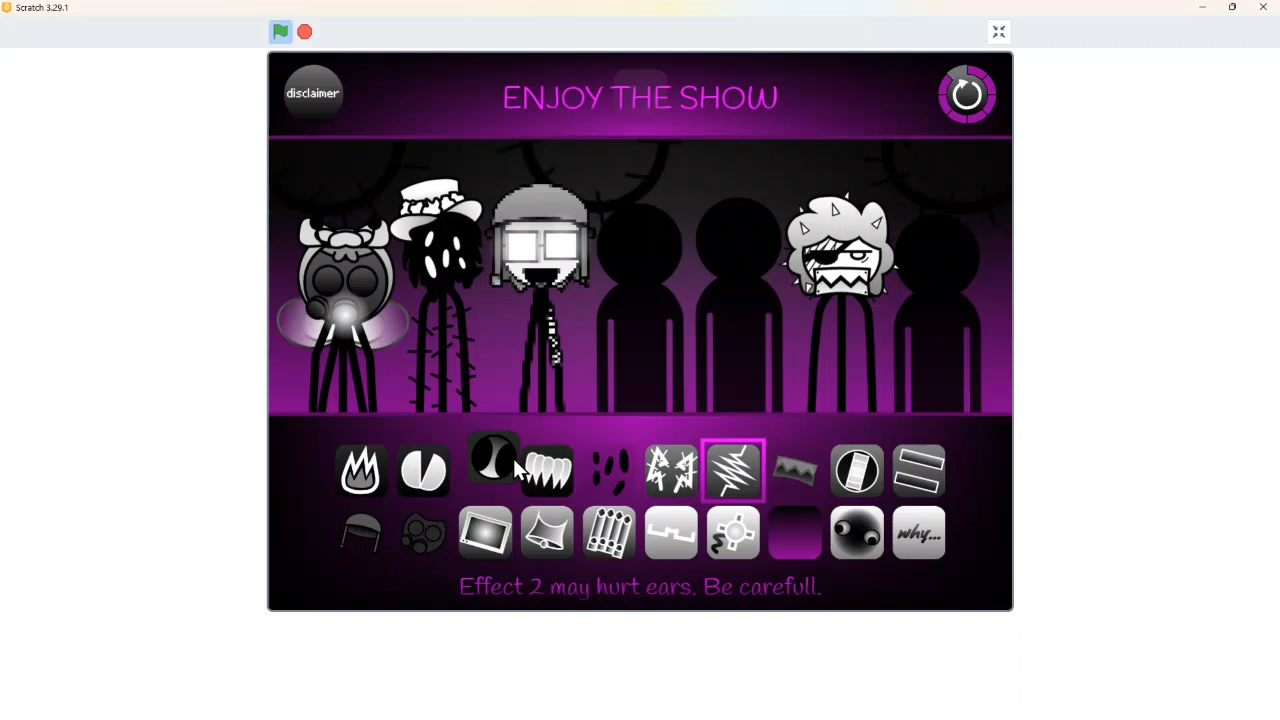 Scratch 3.29.1
disclaimer
ENJOY THE SHOW
why...
Effect 2 may hurt ears. Be carefull.